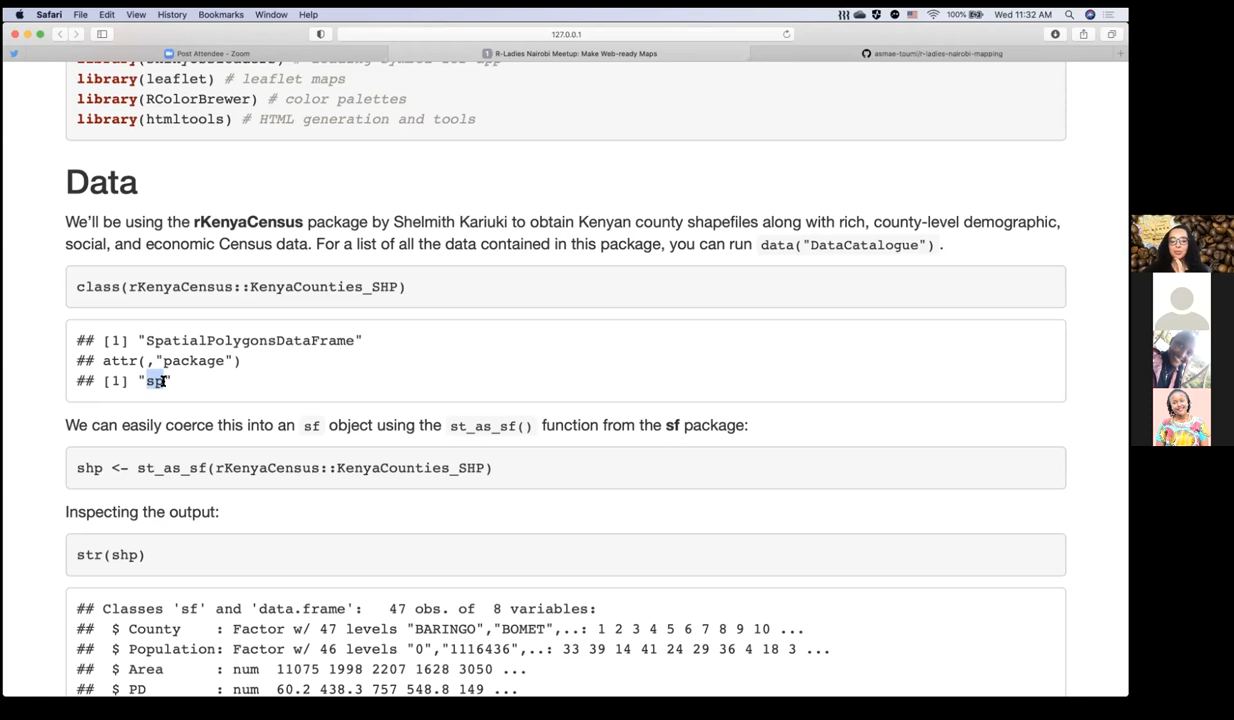 Safari File Edit View History Bookmarks Window Help 100% Wed 11:32 AM
127.0.0.1
Post Attendee - Zoom
1 R-Ladies Nairobi Meetup: Make Web-ready Maps
asmae-toumi/r-ladies-nairobi-mapping
library(leaflet) # leaflet maps
library(RColorBrewer) # color palettes
library(htmltools) # HTML generation and tools
Data
We'll be using the rKenyaCensus package by Shelmith Kariuki to obtain Kenyan county shapefiles along with rich, county-level demographic,
social, and economic Census data. For a list of all the data contained in this package, you can run data("DataCatalogue") .
class(rKenyaCensus::KenyaCounties_SHP)
## [1] "SpatialPolygonsDataFrame"
## attr(,"package")
## [1] "sp"
We can easily coerce this into an sf object using the st_as_sf() function from the sf package:
shp <- st_as_sf(rKenyaCensus::KenyaCounties_SHP)
Inspecting the output:
str(shp)
## Classes 'sf' and 'data.frame': 47 obs. of 8 variables:
## $ County : Factor w/ 47 levels "BARINGO","BOMET",..: 1 2 3 4 5 6 7 8 9 10 ...
## $ Population: Factor w/ 46 levels "0","1116436",..: 33 39 14 41 24 29 36 4 18 3 ...
## $ Area : num 11075 1998 2207 1628 3050 ...
## $ PD : num 60.2 438.3 757 548.8 149 ...